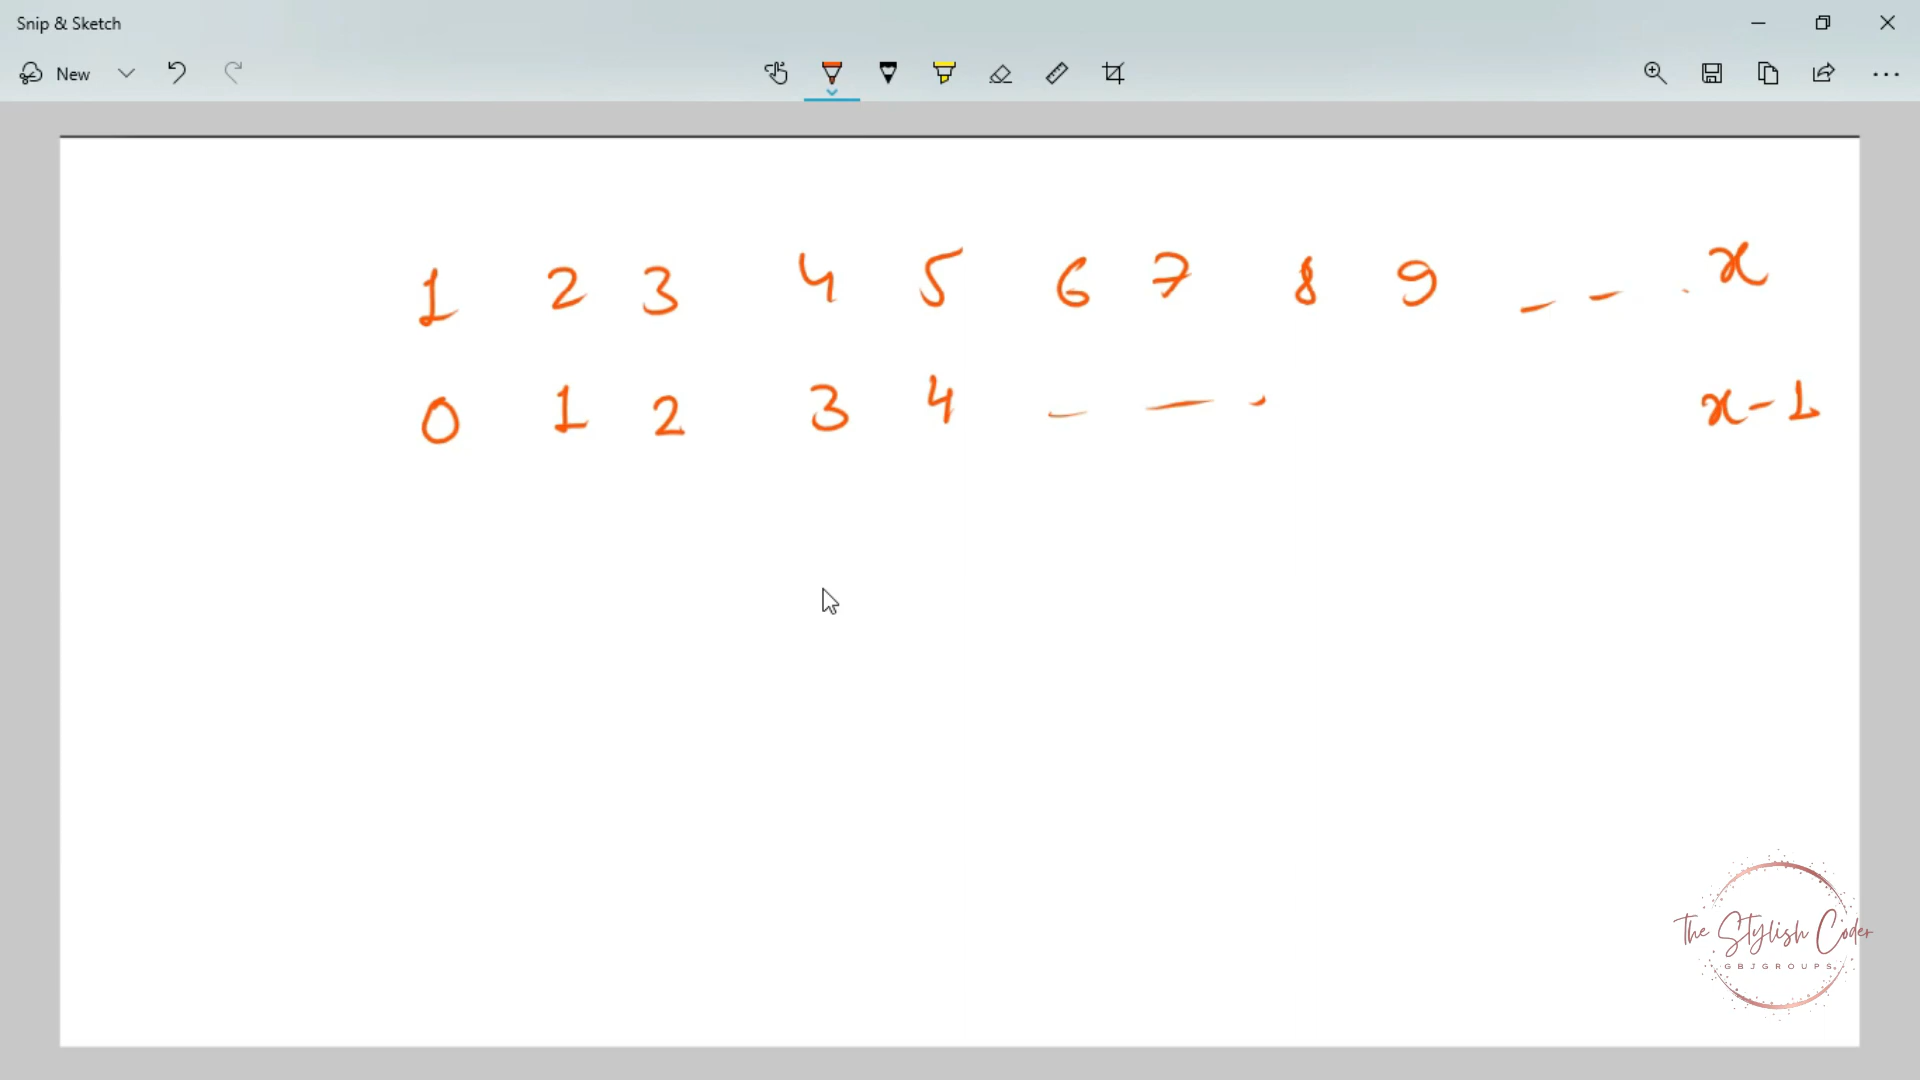 Snip & Sketch
New
1 2 3 4 5 6 7 8 9 _ _ . x
0 1 2 3 4 _ _ . x-1
The Stylish Coder
GBJGROUPS